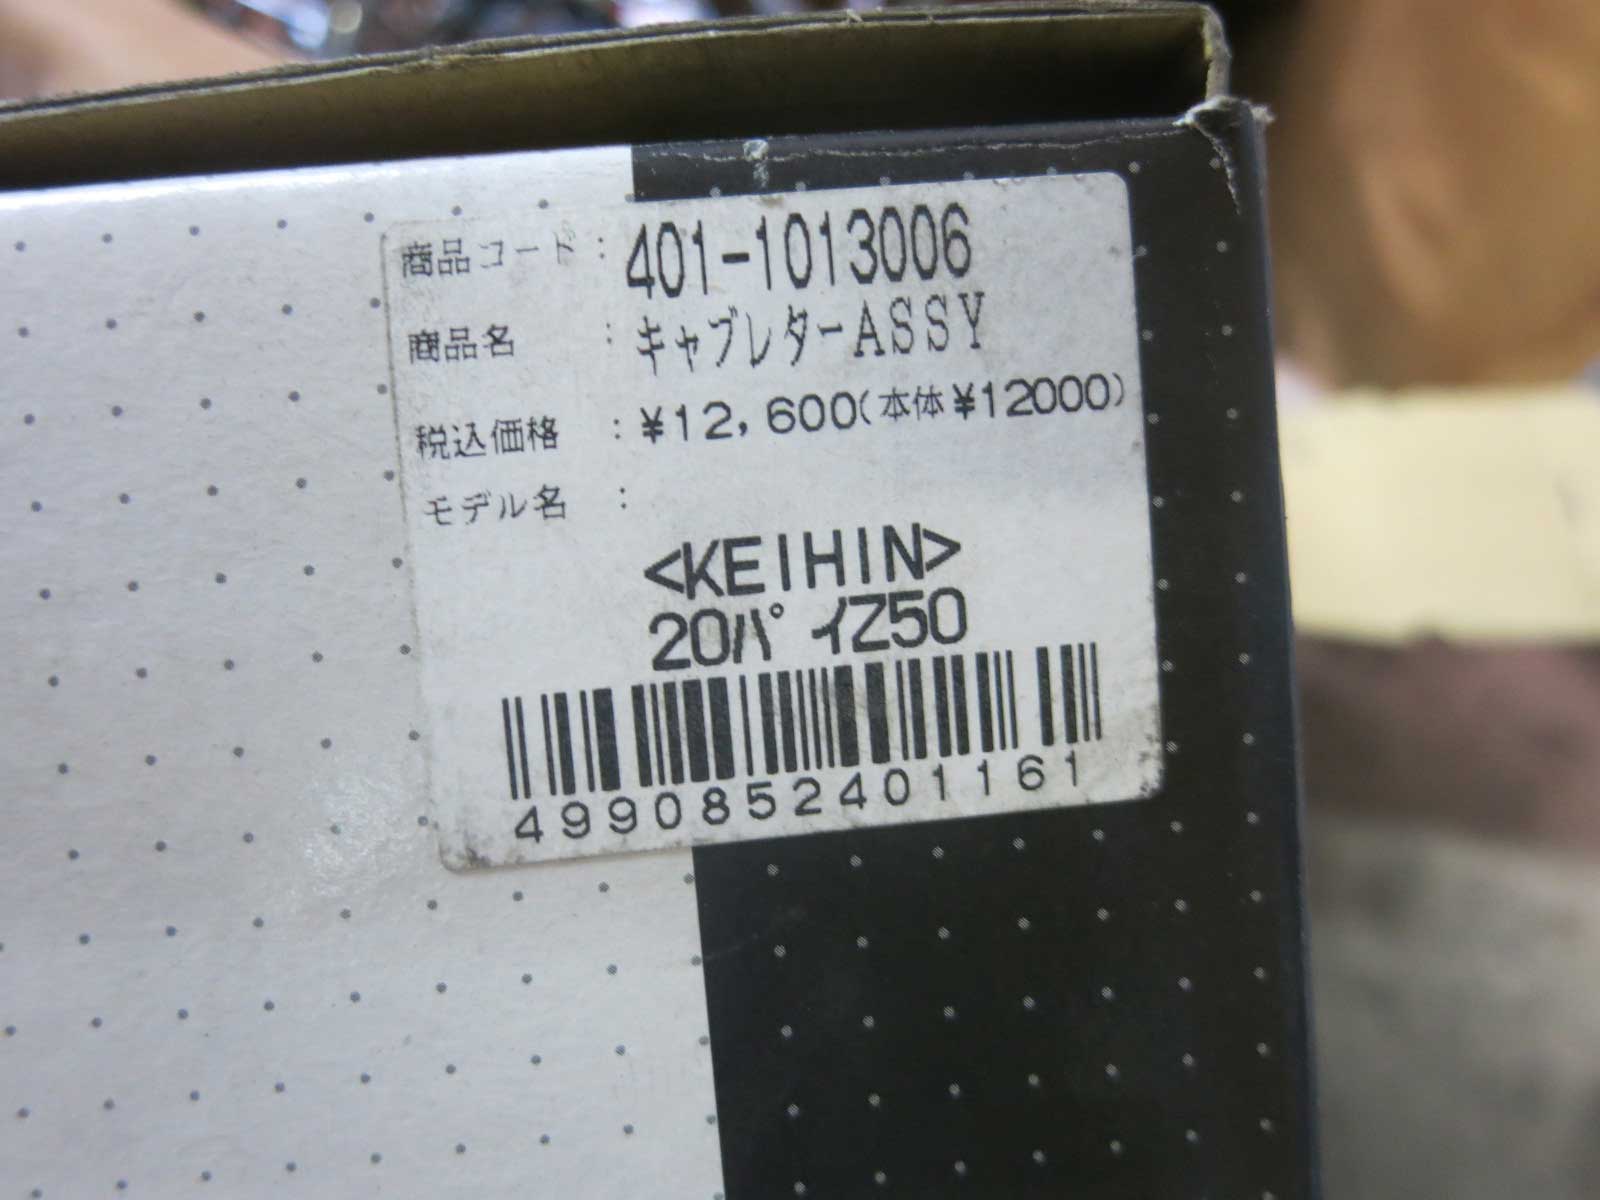 商品コード:401-1013006
商品名:キャブレターASSY
税込価格:¥12,600(本体¥12000)
モデル名:
<KEIHIN>
20パイZ50
4990852401161